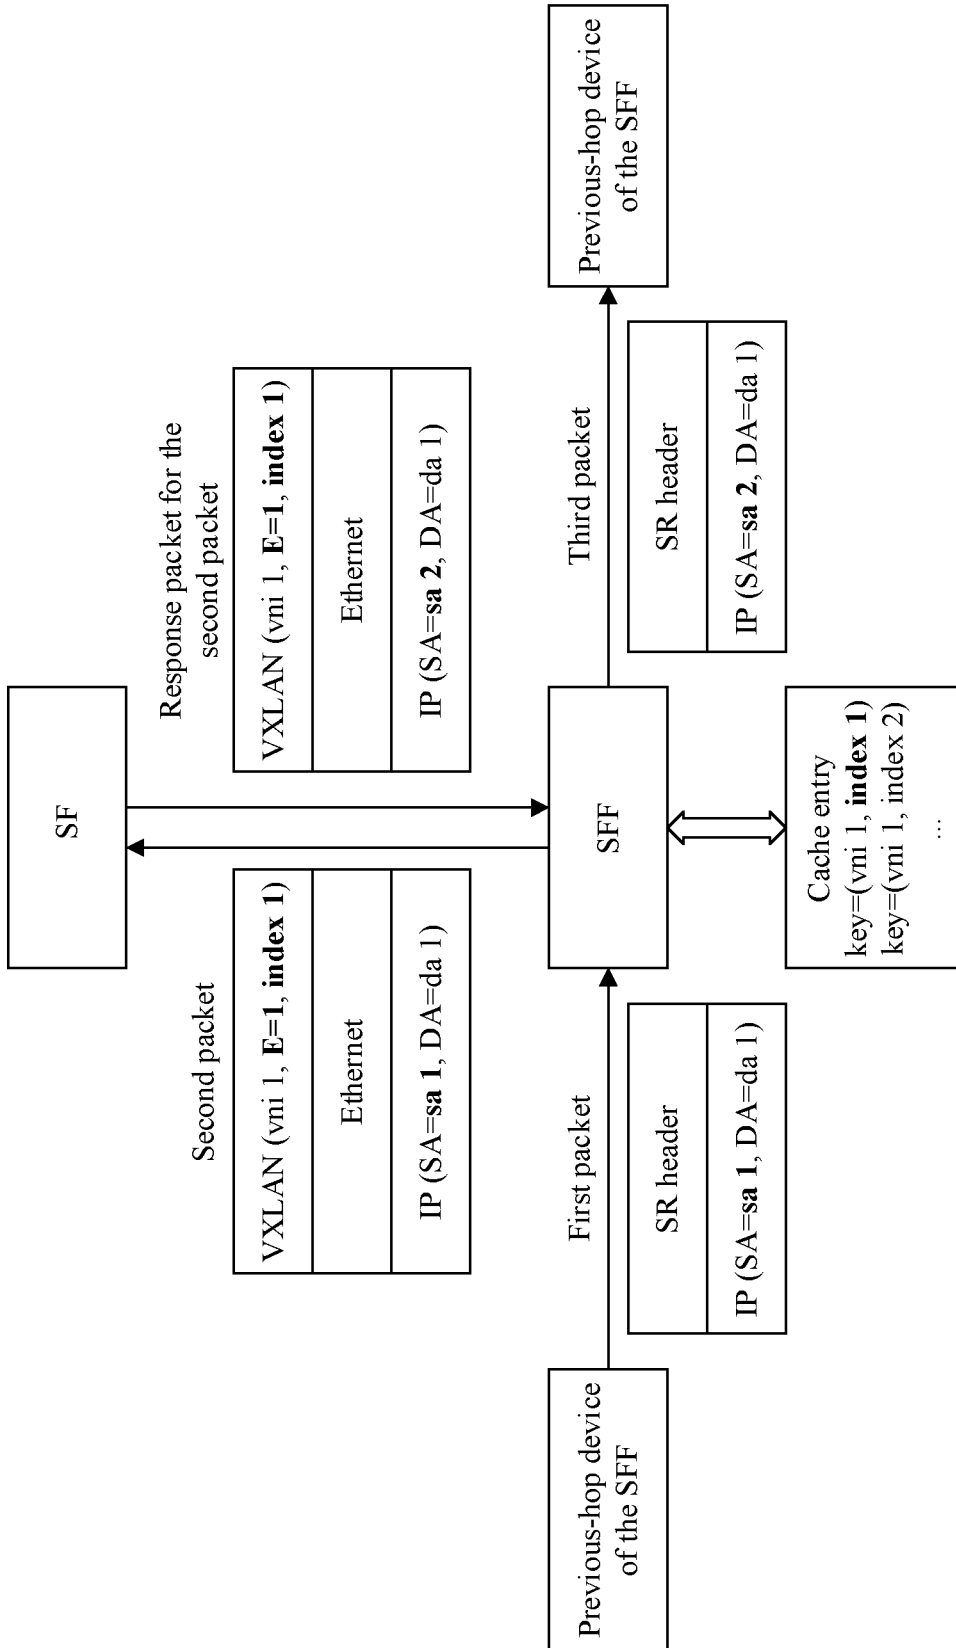 SF
Second packet
VXLAN (vni 1, E=1, index 1)
Ethernet
IP (SA=sa 1, DA=da 1)
Response packet for the
second packet
VXLAN (vni 1, E=1, index 1)
Ethernet
IP (SA=sa 2, DA=da 1)
Previous-hop device
of the SFF
First packet
SR header
IP (SA=sa 1, DA=da 1)
SFF
Third packet
SR header
IP (SA=sa 2, DA=da 1)
Previous-hop device
of the SFF
Cache entry
key=(vni 1, index 1)
key=(vni 1, index 2)
...